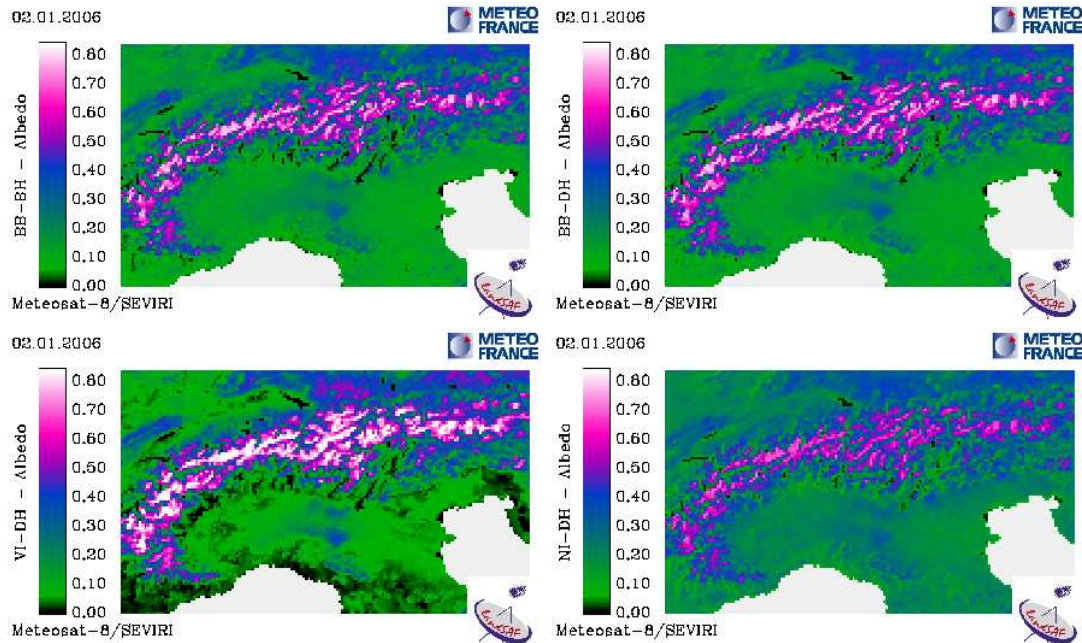 02.01.2006
METEO FRANCE
BB-BH - Albedo
0.80
0.70
0.60
0.50
0.40
0.30
0.20
0.10
0.00
Meteosat-8/SEVIRI
LandSAF
02.01.2006
METEO FRANCE
BB-DH - Albedo
0.80
0.70
0.60
0.50
0.40
0.30
0.20
0.10
0.00
Meteosat-8/SEVIRI
LandSAF
02.01.2006
METEO FRANCE
VI-DH - Albedo
0.80
0.70
0.60
0.50
0.40
0.30
0.20
0.10
0.00
Meteosat-8/SEVIRI
LandSAF
02.01.2006
METEO FRANCE
NI-DH - Albedo
0.80
0.70
0.60
0.50
0.40
0.30
0.20
0.10
0.00
Meteosat-8/SEVIRI
LandSAF